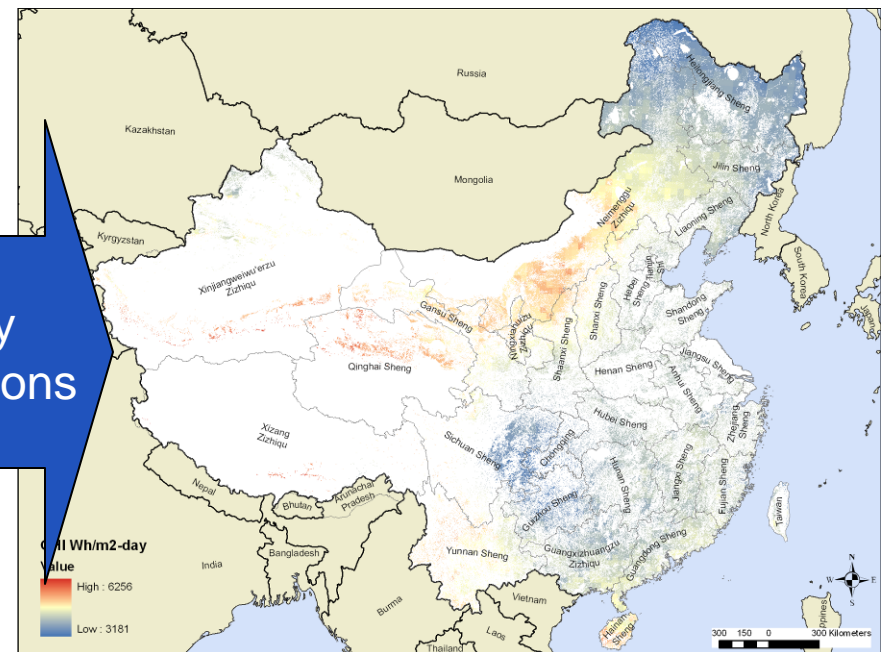 Russia
Kazakhstan
Mongolia
Heilongjiang Sheng
Jilin Sheng
Neimenggu
Zizhiqu
Liaoning Sheng
North Korea
South Korea
Japan
Kyrgyzstan
Xinjiangweiwu'erzu
Zizhiqu
Gansu Sheng
Ningxiahuizu
Zizhiqu
Shaanxi Sheng
Shanxi Sheng
Hebei
Sheng
Tianjin
Shi
Shandong
Sheng
Qinghai Sheng
Henan Sheng
Jiangsu Sheng
Anhui Sheng
Xizang
Zizhiqu
Sichuan Sheng
Chongqing
Hubei Sheng
Zhejiang
Sheng
Hunan Sheng
Jiangxi Sheng
Fujian Sheng
Guizhou Sheng
Taiwan
Nepal
Bhutan
Arunachal
Pradesh
Yunnan Sheng
Guangxizhuangzu
Zizhiqu
Guangdong Sheng
India
Bangladesh
Burma
Vietnam
Laos
Thailand
Hainan
Sheng
ppines
y
ons
HI Wh/m2-day
Value
High : 6256
Low : 3181
N
W E
S
300 150 0 300 Kilometers